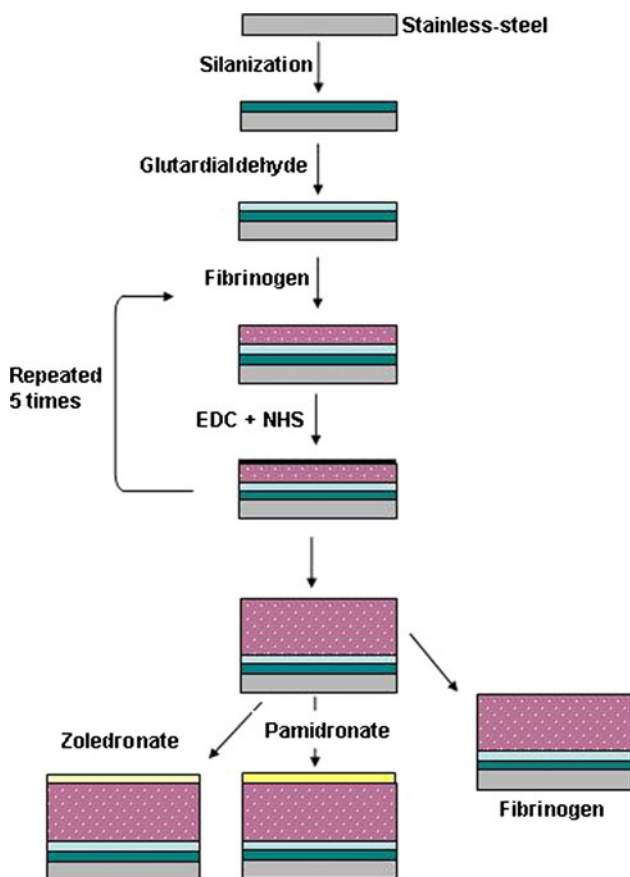 Stainless-steel
Silanization
Glutardialdehyde
Fibrinogen
Repeated
5 times
EDC + NHS
Zoledronate
Pamidronate
Fibrinogen